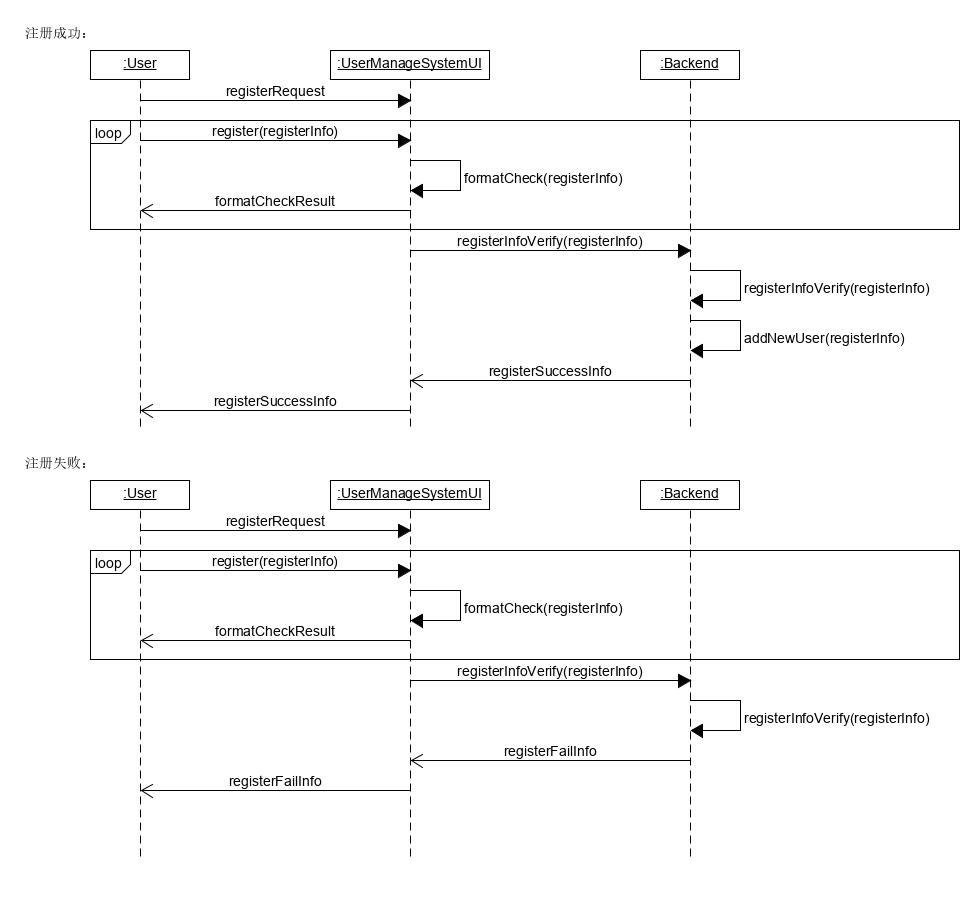 注册成功：
:User
:UserManageSystemUI
:Backend
registerRequest
loop
register(registerInfo)
formatCheck(registerInfo)
formatCheckResult
registerInfoVerify(registerInfo)
registerInfoVerify(registerInfo)
addNewUser(registerInfo)
registerSuccessInfo
registerSuccessInfo
注册失败：
:User
:UserManageSystemUI
:Backend
registerRequest
loop
register(registerInfo)
formatCheck(registerInfo)
formatCheckResult
registerInfoVerify(registerInfo)
registerInfoVerify(registerInfo)
registerFailInfo
registerFailInfo